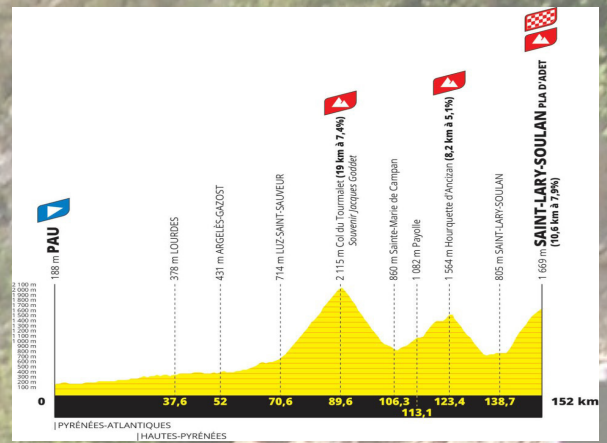 188 m PAU
378 m LOURDES
431 m ARGELÈS-GAZOST
714 m LUZ-SAINT-SAUVEUR
2 115 m Col du Tourmalet (19 km à 7,4%)
Souvenir Jacques Goddet
860 m Sainte-Marie de Campan
1 082 m Payolle
1 564 m Hourquette d'Ancizan (8,2 km à 5,1%)
805 m SAINT-LARY-SOULAN
1 669 m SAINT-LARY-SOULAN PLA D'ADET
(10,6 km à 7,9%)
2 100 m
2 000 m
1 900 m
1 800 m
1 700 m
1 600 m
1 500 m
1 400 m
1 300 m
1 200 m
1 100 m
1 000 m
900 m
800 m
700 m
600 m
500 m
400 m
300 m
200 m
100 m
0 37,6 52 70,6 89,6 106,3 123,4 138,7 152 km
113,1
|PYRÉNÉES-ATLANTIQUES
|HAUTES-PYRÉNÉES